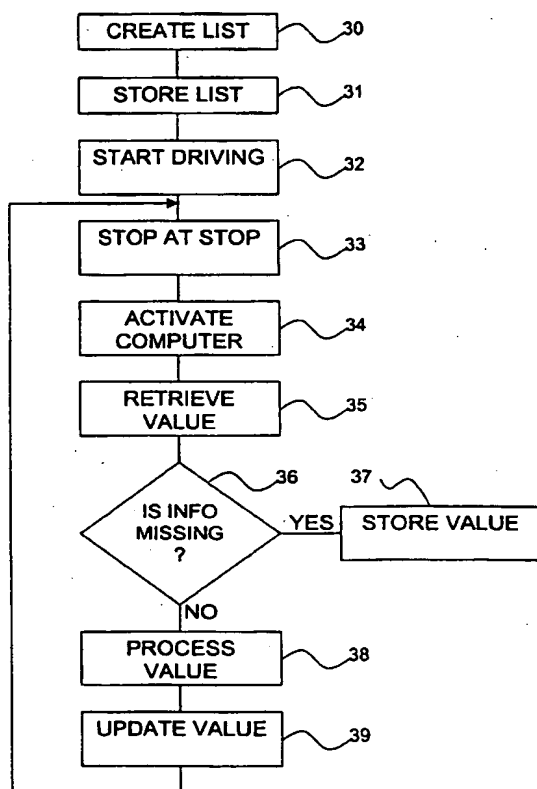 CREATE LIST
30
STORE LIST
31
START DRIVING
32
STOP AT STOP
33
ACTIVATE
COMPUTER
34
RETRIEVE
VALUE
35
36
IS INFO
MISSING
?
YES
37
STORE VALUE
NO
PROCESS
VALUE
38
UPDATE VALUE
39